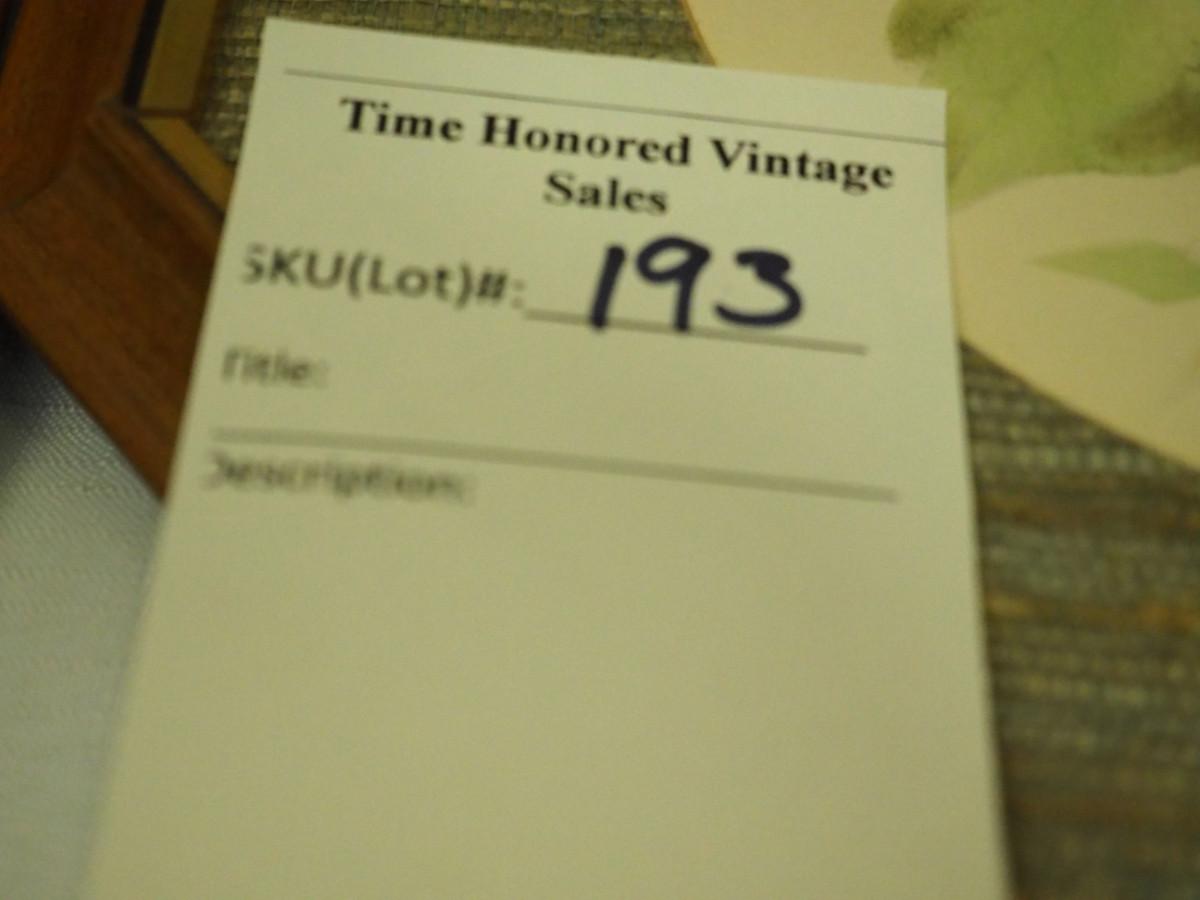 Time Honored Vintage
Sales
SKU(Lot)#: 193
Title:
Description: